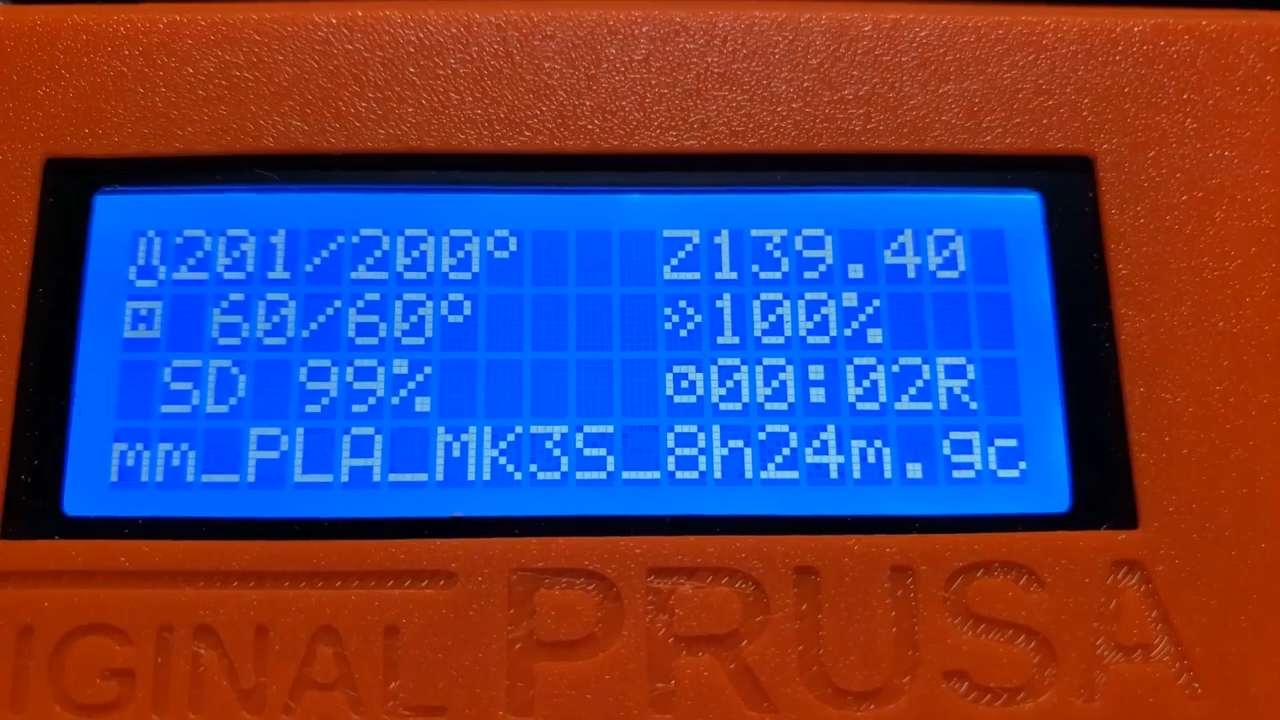 201/200° Z139.40
60/60° 100%
SD 99% 00:02R
mm_PLA_MK3S_8h24m.gc
IGINAL PRUSA